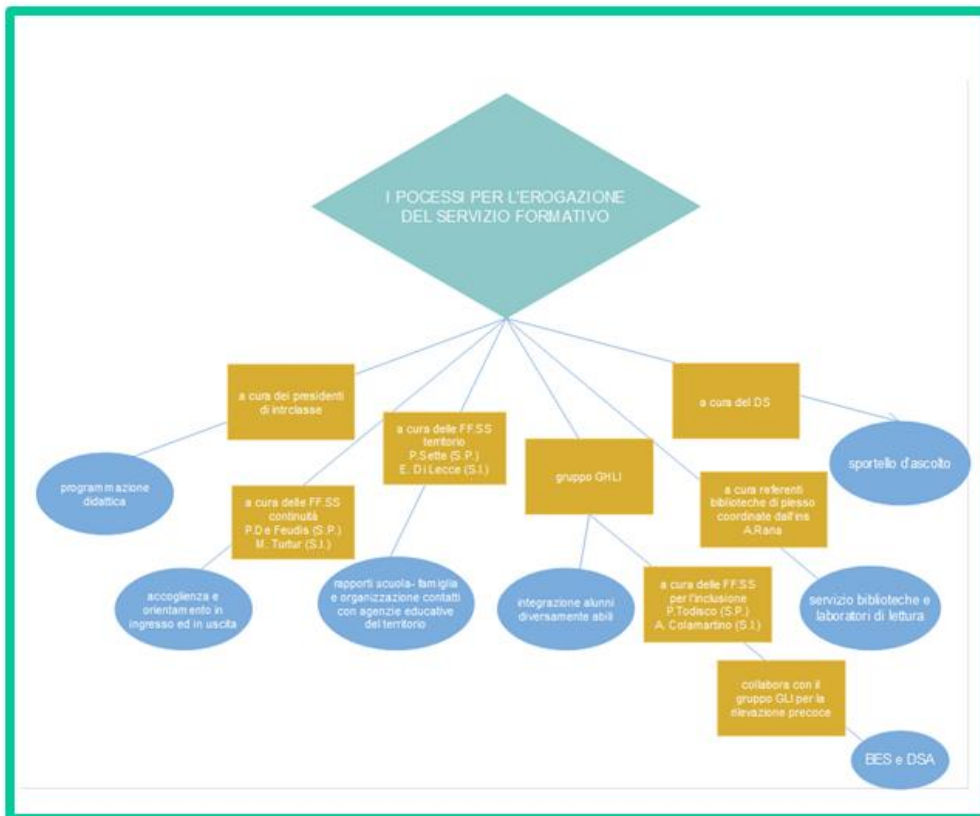 I POCESSI PER L'EROGAZIONE
DEL SERVIZIO FORMATIVO
a cura dei presidenti
di intrclasse
programmazione
didattica
a cura delle FF.SS
continuità
P.De Feudis (S.P.)
M. Turtur (S.I.)
accoglienza e
orientamento in
ingresso ed in uscita
a cura delle FF.SS
territorio
P.Sette (S.P.)
E. Di Lecce (S.I.)
rapporti scuola- famiglia
e organizzazione contatti
con agenzie educative
del territorio
gruppo GHLI
integrazione alunni
diversamente abili
a cura delle FF.SS
per l'inclusione
P.Todisco (S.P.)
A. Colamartino (S.I.)
collabora con il
gruppo GLI per la
rilevazione precoce
BES e DSA
a cura referenti
biblioteche di plesso
coordinate dall'ins
A.Rana
servizio biblioteche e
laboratori di lettura
a cura del DS
sportello d'ascolto